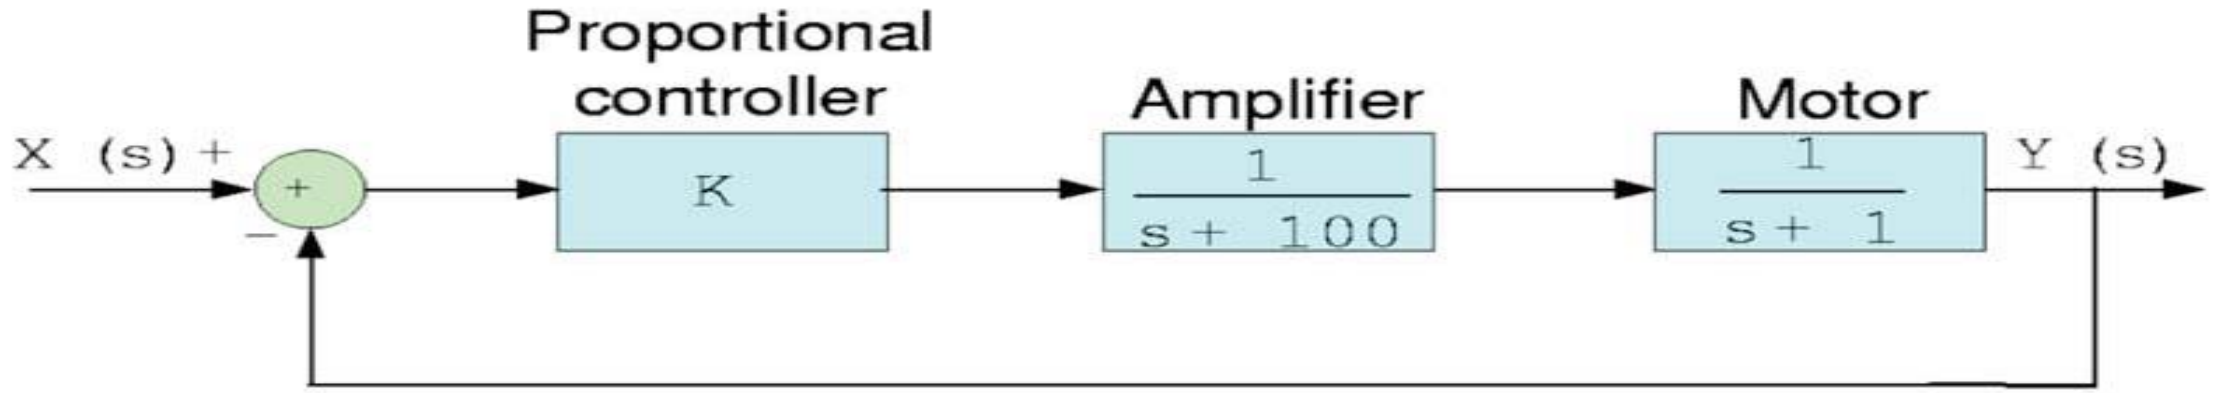 Proportional
controller
Amplifier
Motor
X (s) +
+
−
K
1
s + 100
1
s + 1
Y (s)